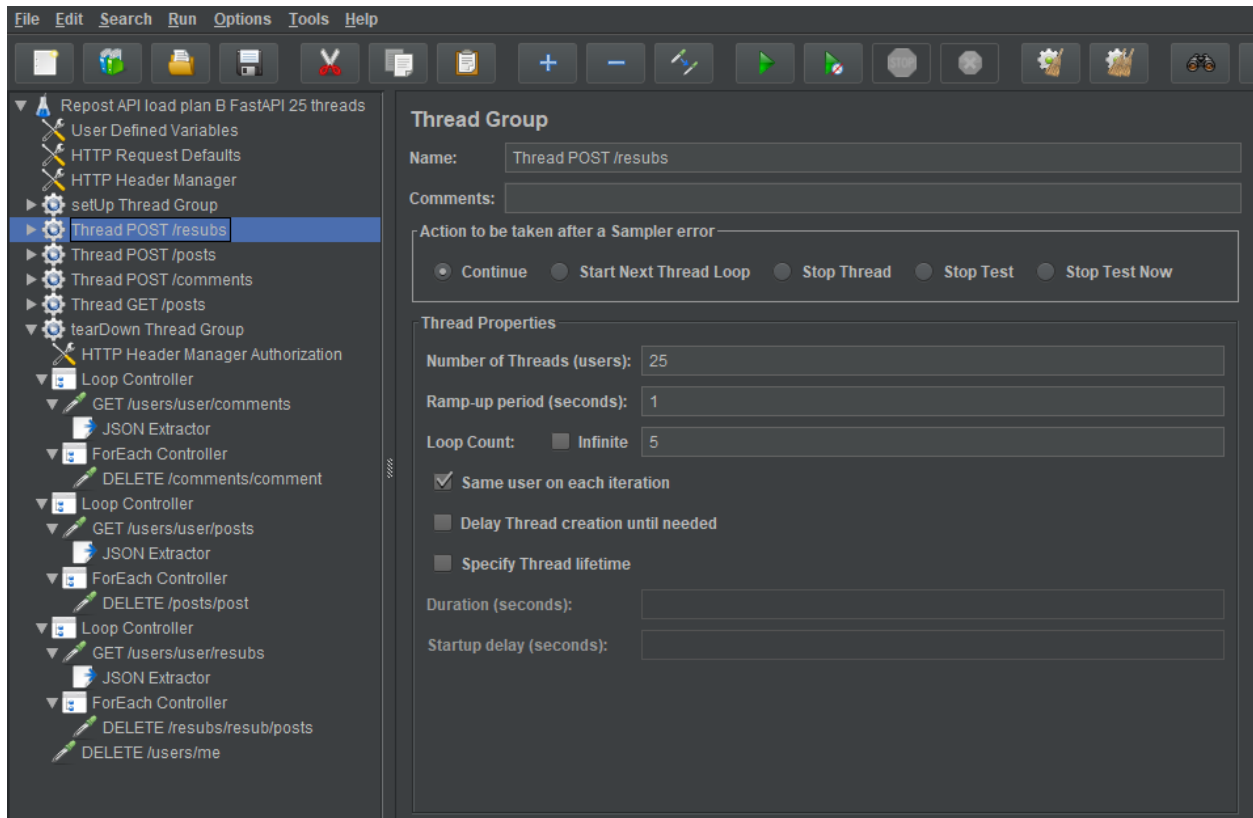 File Edit Search Run Options Tools Help
STOP
Repost API load plan B FastAPI 25 threads
User Defined Variables
HTTP Request Defaults
HTTP Header Manager
setUp Thread Group
Thread POST /resubs
Thread POST /posts
Thread POST /comments
Thread GET /posts
tearDown Thread Group
HTTP Header Manager Authorization
Loop Controller
GET /users/user/comments
JSON Extractor
ForEach Controller
DELETE /comments/comment
Loop Controller
GET /users/user/posts
JSON Extractor
ForEach Controller
DELETE /posts/post
Loop Controller
GET /users/user/resubs
JSON Extractor
ForEach Controller
DELETE /resubs/resub/posts
DELETE /users/me
Thread Group
Name: Thread POST /resubs
Comments:
Action to be taken after a Sampler error
Continue Start Next Thread Loop Stop Thread Stop Test Stop Test Now
Thread Properties
Number of Threads (users): 25
Ramp-up period (seconds): 1
Loop Count: Infinite 5
Same user on each iteration
Delay Thread creation until needed
Specify Thread lifetime
Duration (seconds):
Startup delay (seconds):